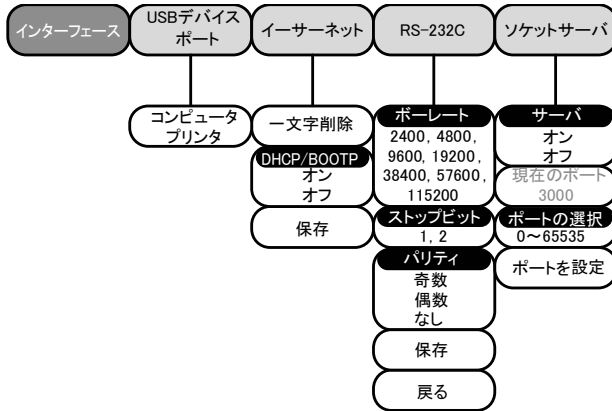 インターフェース
USBデバイス
ポート
イーサーネット
RS-232C
ソケットサーバ
コンピュータ
プリンタ
一文字削除
DHCP/BOOTP
オン
オフ
保存
ボーレート
2400, 4800,
9600, 19200,
38400, 57600,
115200
ストップビット
1, 2
パリティ
奇数
偶数
なし
保存
戻る
サーバ
オン
オフ
現在のポート
3000
ポートの選択
0～65535
ポートを設定